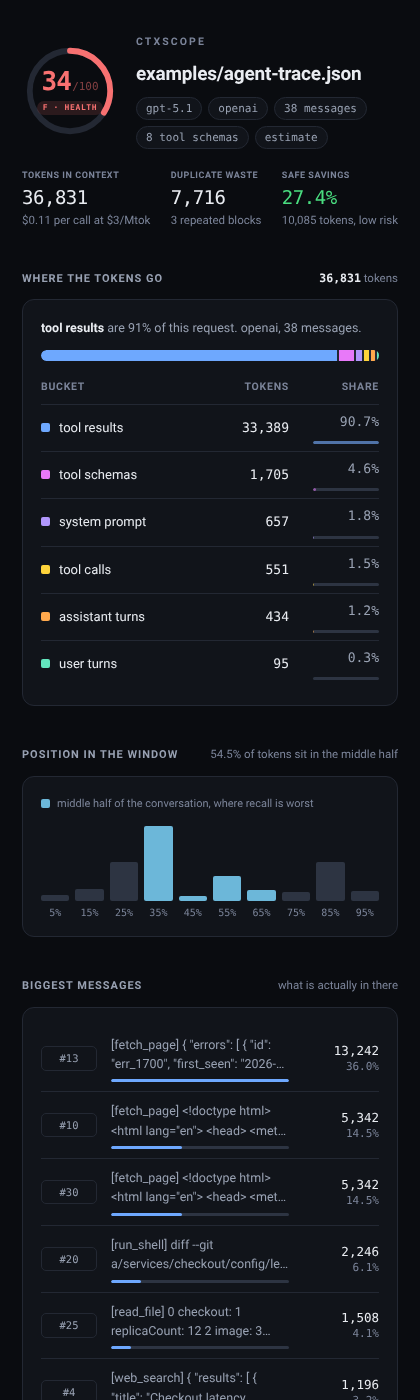 CTXSCOPE
34/100
F · HEALTH
examples/agent-trace.json
gpt-5.1 openai 38 messages
8 tool schemas estimate
TOKENS IN CONTEXT DUPLICATE WASTE SAFE SAVINGS
36,831 7,716 27.4%
$0.11 per call at $3/Mtok 3 repeated blocks 10,085 tokens, low risk
WHERE THE TOKENS GO 36,831 tokens
tool results are 91% of this request. openai, 38 messages.
BUCKET TOKENS SHARE
tool results 33,389 90.7%
tool schemas 1,705 4.6%
system prompt 657 1.8%
tool calls 551 1.5%
assistant turns 434 1.2%
user turns 95 0.3%
POSITION IN THE WINDOW 54.5% of tokens sit in the middle half
middle half of the conversation, where recall is worst
5% 15% 25% 35% 45% 55% 65% 75% 85% 95%
BIGGEST MESSAGES what is actually in there
#13 [fetch_page] { "errors": [ { "id": 13,242
"err_1700", "first_seen": "2026-... 36.0%
#10 [fetch_page] <!doctype html> 5,342
<html lang="en"> <head> <met... 14.5%
#30 [fetch_page] <!doctype html> 5,342
<html lang="en"> <head> <met... 14.5%
#20 [run_shell] diff --git 2,246
a/services/checkout/config/le... 6.1%
#25 [read_file] 0 checkout: 1 1,508
replicaCount: 12 2 image: 3... 4.1%
#4 [web_search] { "results": [ { 1,196
"title": "Checkout latency 3.2%